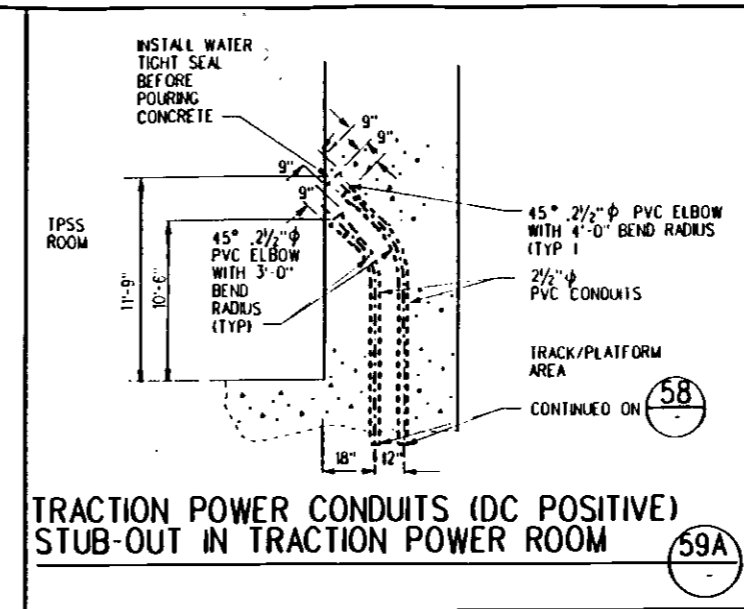 INSTALL WATER
TIGHT SEAL
BEFORE
POURING
CONCRETE
9"
9"
9"
9"
TPSS
ROOM
11'-9"
10'-6"
45° .2½"ϕ
PVC ELBOW
WITH 3'-0"
BEND
RADIUS
(TYP)
45° .2½"ϕ PVC ELBOW
WITH 4'-0" BEND RADIUS
(TYP )
2½"ϕ
PVC CONDUITS
TRACK/PLATFORM
AREA
CONTINUED ON
58
-
18"
12"
TRACTION POWER CONDUITS (DC POSITIVE)
STUB-OUT IN TRACTION POWER ROOM
59A
-